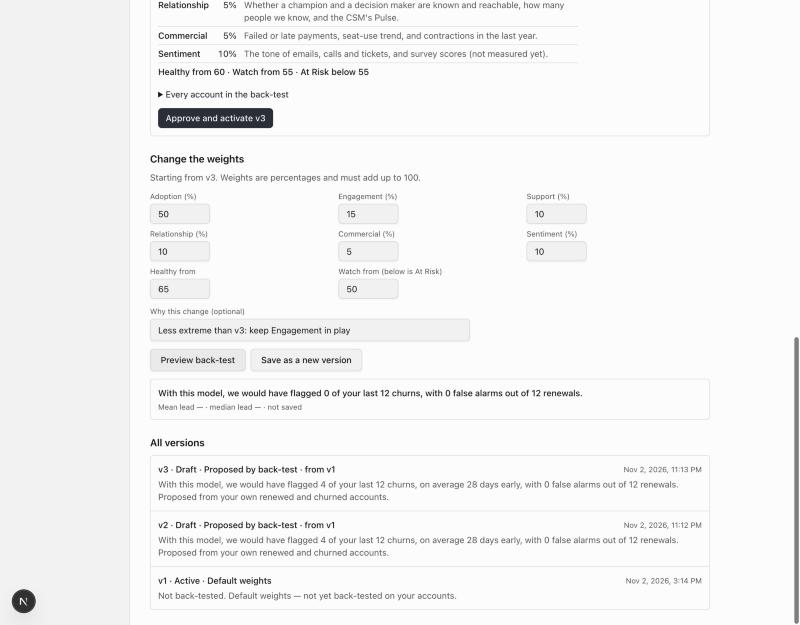 Relationship 5% Whether a champion and a decision maker are known and reachable, how many
people we know, and the CSM's Pulse.
Commercial 5% Failed or late payments, seat-use trend, and contractions in the last year.
Sentiment 10% The tone of emails, calls and tickets, and survey scores (not measured yet).
Healthy from 60 · Watch from 55 · At Risk below 55
▶ Every account in the back-test
Approve and activate v3
Change the weights
Starting from v3. Weights are percentages and must add up to 100.
Adoption (%) Engagement (%) Support (%)
50 15 10
Relationship (%) Commercial (%) Sentiment (%)
10 5 10
Healthy from Watch from (below is At Risk)
65 50
Why this change (optional)
Less extreme than v3: keep Engagement in play
Preview back-test Save as a new version
With this model, we would have flagged 0 of your last 12 churns, with 0 false alarms out of 12 renewals.
Mean lead — · median lead — · not saved
All versions
v3 · Draft · Proposed by back-test · from v1 Nov 2, 2026, 11:13 PM
With this model, we would have flagged 4 of your last 12 churns, on average 28 days early, with 0 false alarms out of 12 renewals.
Proposed from your own renewed and churned accounts.
v2 · Draft · Proposed by back-test · from v1 Nov 2, 2026, 11:12 PM
With this model, we would have flagged 4 of your last 12 churns, on average 28 days early, with 0 false alarms out of 12 renewals.
Proposed from your own renewed and churned accounts.
v1 · Active · Default weights Nov 2, 2026, 3:14 PM
Not back-tested. Default weights — not yet back-tested on your accounts.
N